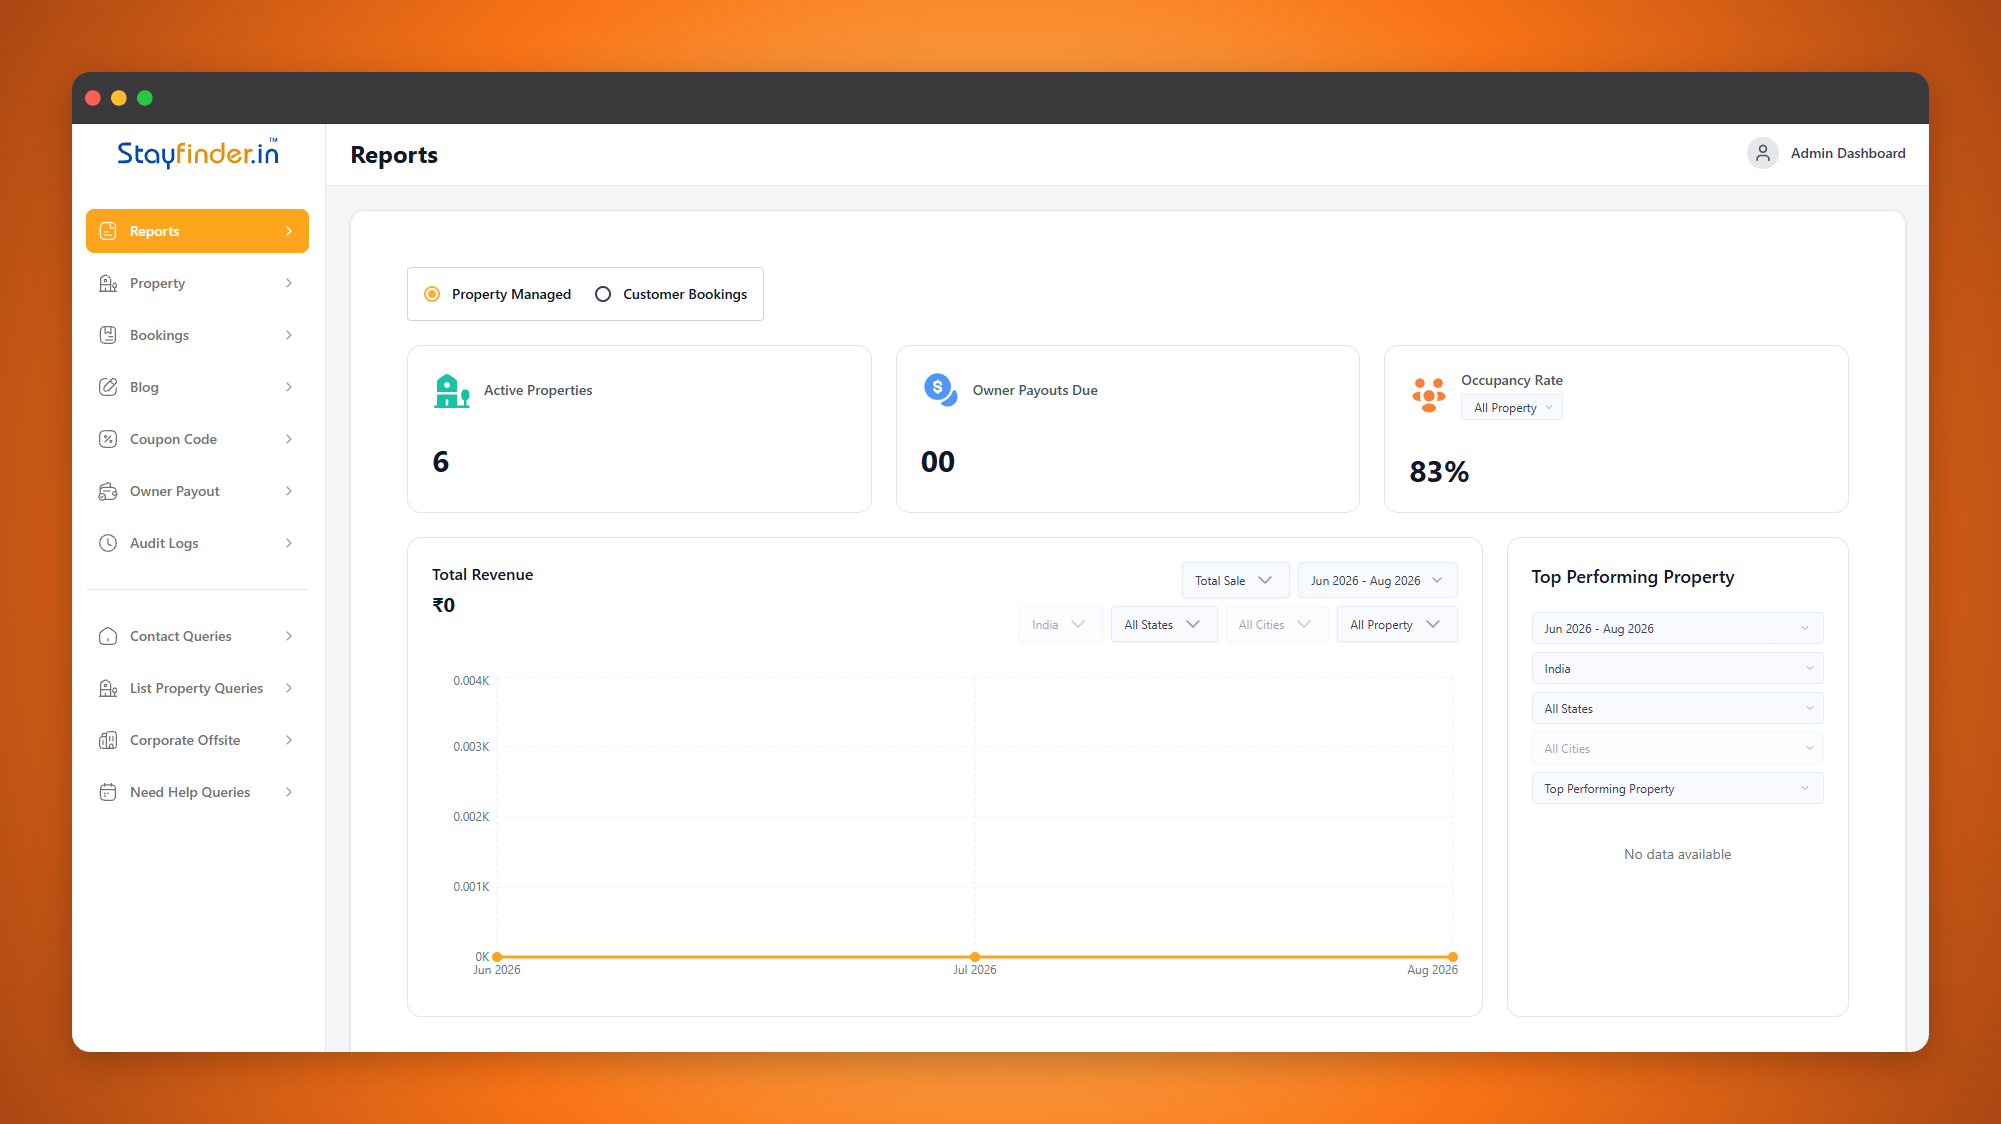 Stayfinder.in™
Reports
Admin Dashboard
Reports
Property
Bookings
Blog
Coupon Code
Owner Payout
Audit Logs
Contact Queries
List Property Queries
Corporate Offsite
Need Help Queries
Property Managed
Customer Bookings
Active Properties
6
Owner Payouts Due
00
Occupancy Rate
All Property
83%
Total Revenue
₹0
Total Sale
Jun 2026 - Aug 2026
India
All States
All Cities
All Property
0.004K
0.003K
0.002K
0.001K
0K
Jun 2026
Jul 2026
Aug 2026
Top Performing Property
Jun 2026 - Aug 2026
India
All States
All Cities
Top Performing Property
No data available